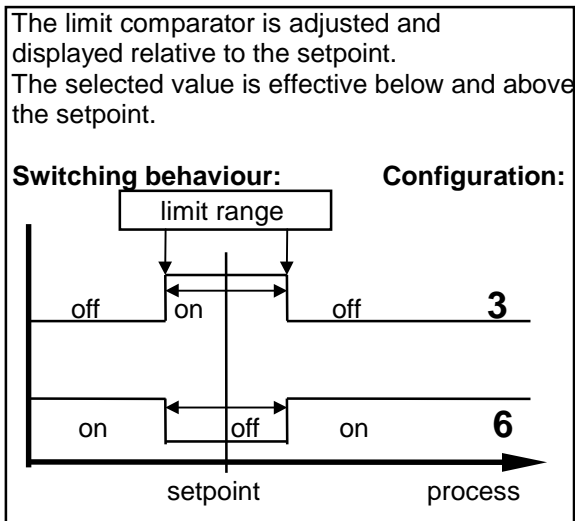 The limit comparator is adjusted and
displayed relative to the setpoint.
The selected value is effective below and above
the setpoint.
Switching behaviour: Configuration:
limit range
off on off 3
on off on 6
setpoint process